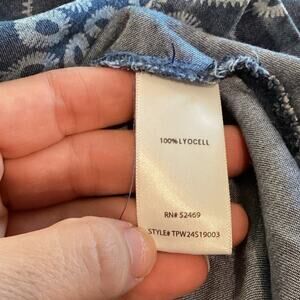 100% LYOCELL
RN# 52469
STYLE# TPW24S19003